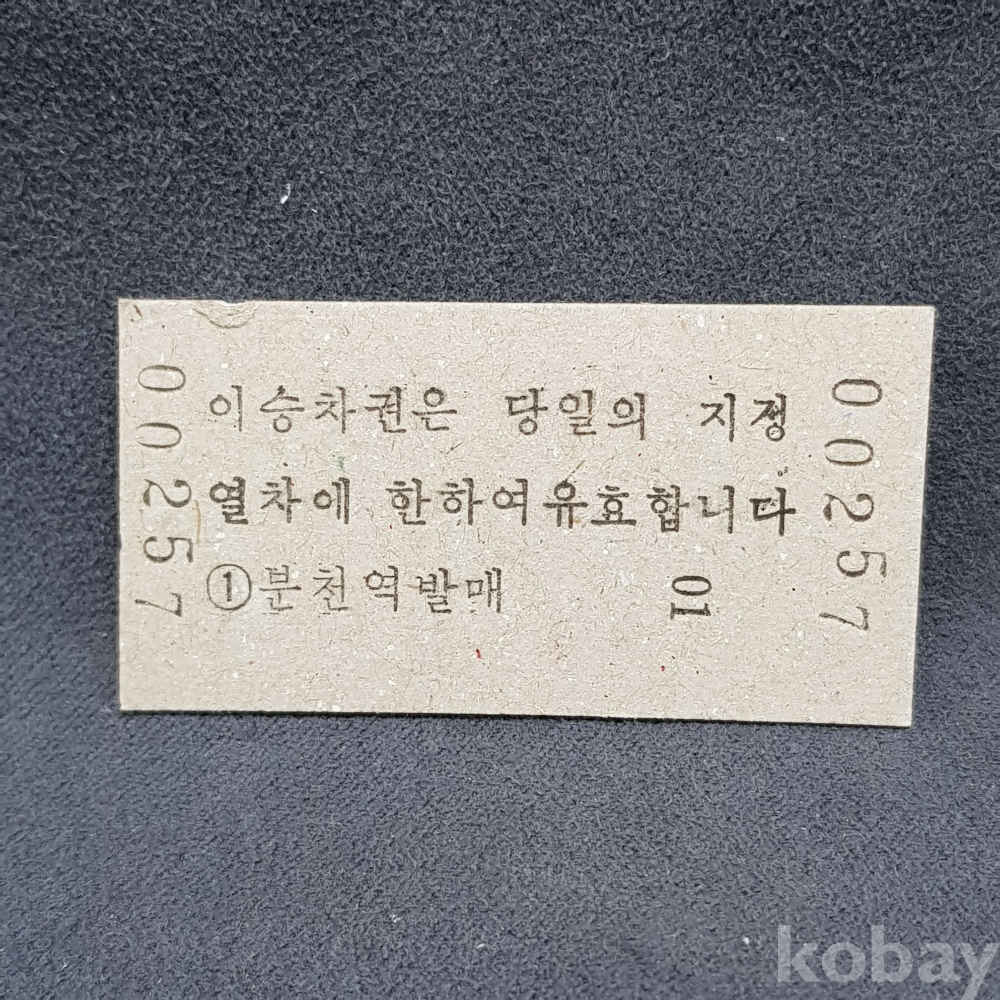 00257
이승차권은 당일의 지정
열차에 한하여유효합니다
①분천역발매 01
00257
kobay